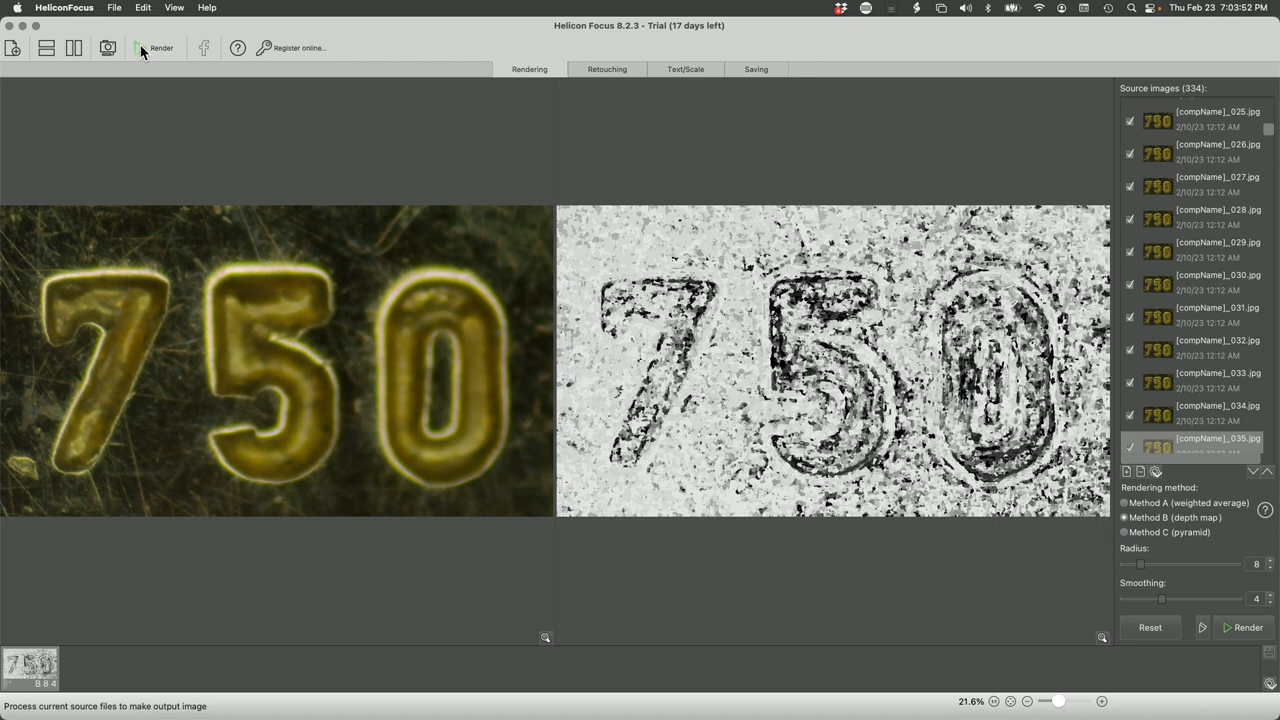 HeliconFocus File Edit View Help
Thu Feb 23 7:03:52 PM
Helicon Focus 8.2.3 - Trial (17 days left)
Render
Register online...
Rendering Retouching Text/Scale Saving
Source images (334):
[compName]_025.jpg
2/10/23 12:12 AM
[compName]_026.jpg
2/10/23 12:12 AM
[compName]_027.jpg
2/10/23 12:12 AM
[compName]_028.jpg
2/10/23 12:12 AM
[compName]_029.jpg
2/10/23 12:12 AM
[compName]_030.jpg
2/10/23 12:12 AM
[compName]_031.jpg
2/10/23 12:12 AM
[compName]_032.jpg
2/10/23 12:12 AM
[compName]_033.jpg
2/10/23 12:12 AM
[compName]_034.jpg
2/10/23 12:12 AM
[compName]_035.jpg
750
750
Rendering method:
Method A (weighted average)
Method B (depth map)
Method C (pyramid)
Radius:
8
Smoothing:
4
Reset
Render
750
B 8 4
Process current source files to make output image
21.6%